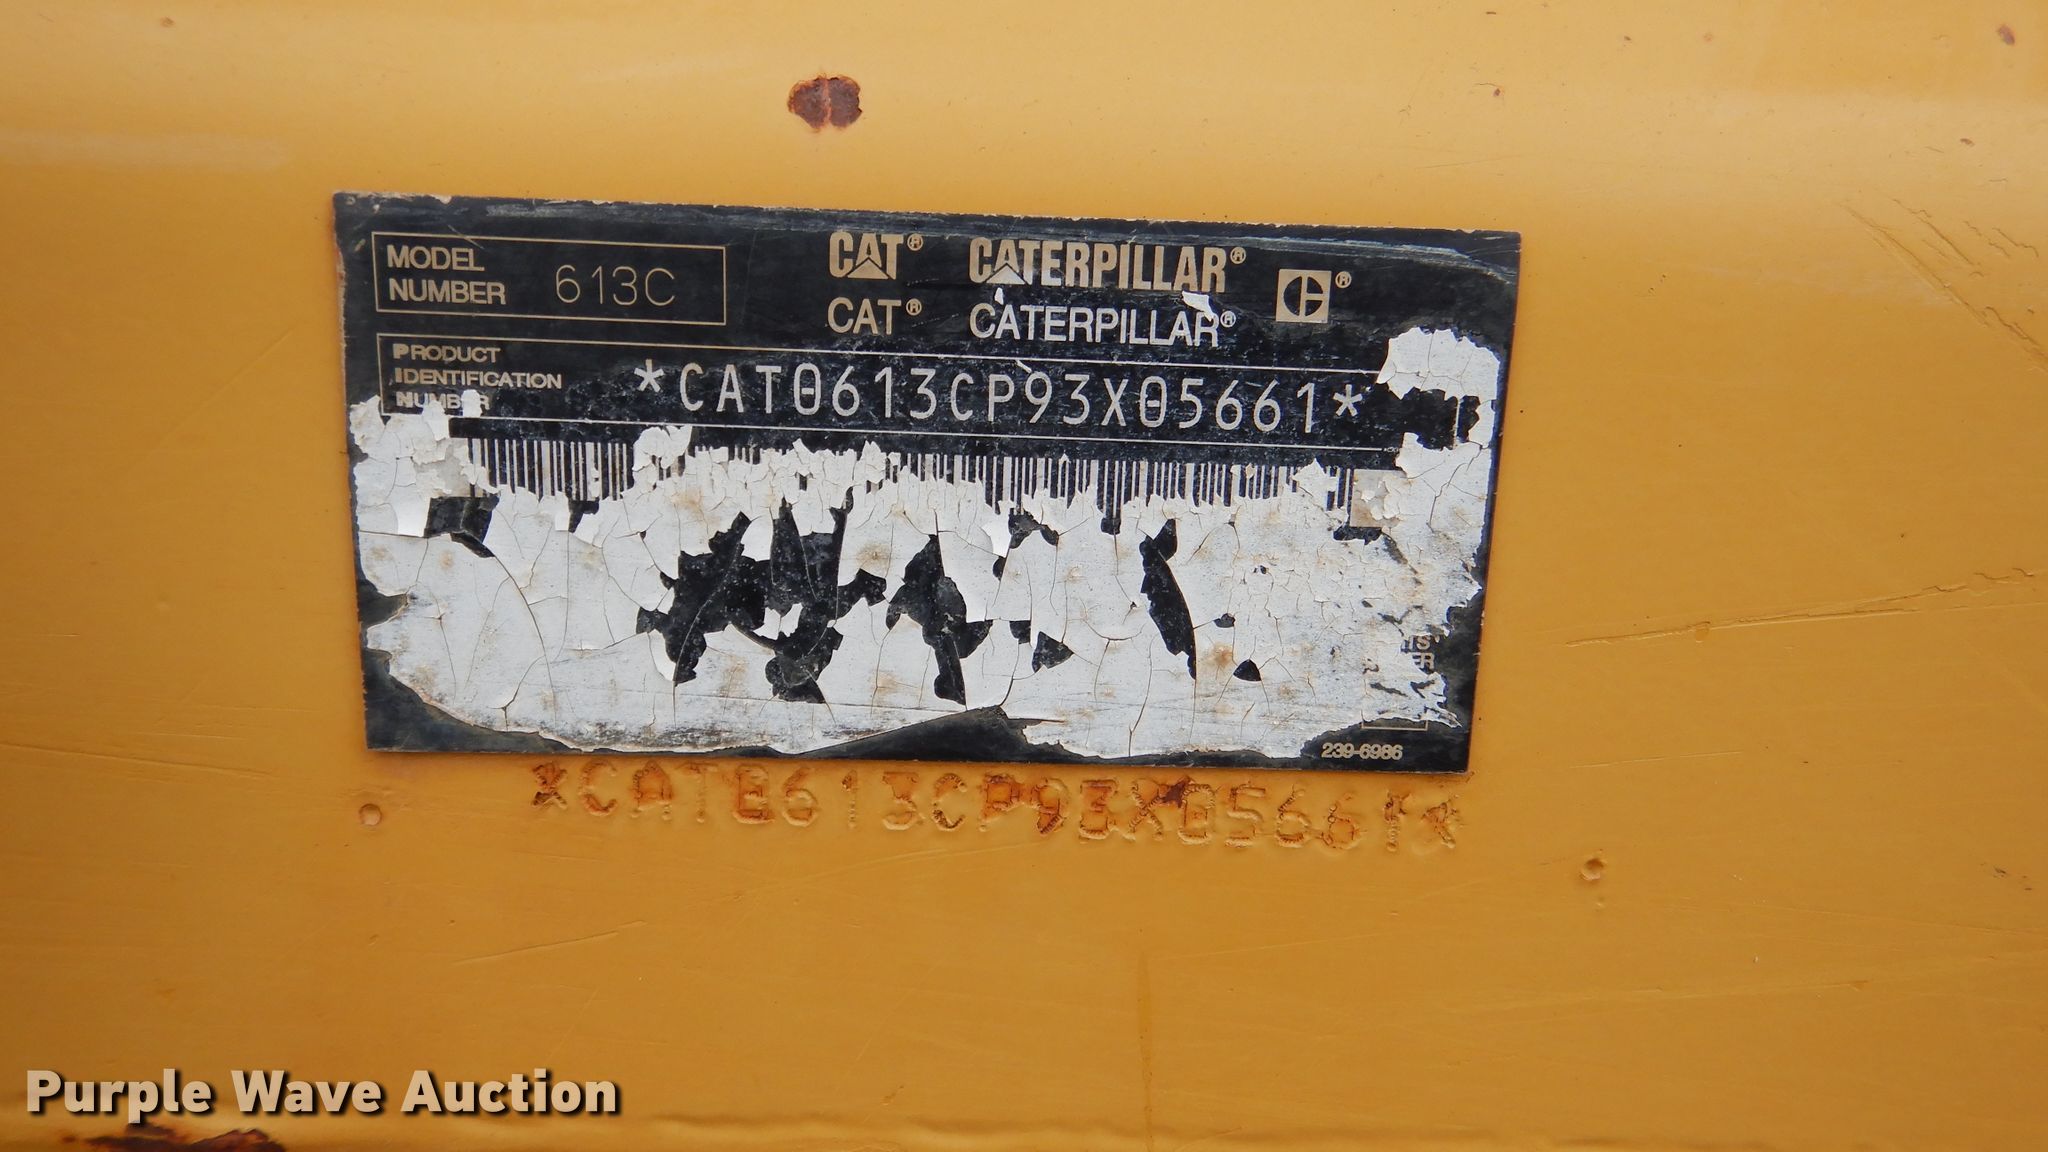 MODEL
NUMBER 613C
CAT® CATERPILLAR® ®
CAT® CATERPILLAR®
PRODUCT
IDENTIFICATION
NUMBER
*CAT0613CP93X05661*
239-6986
*CAT0613CP93X05661*
Purple Wave Auction